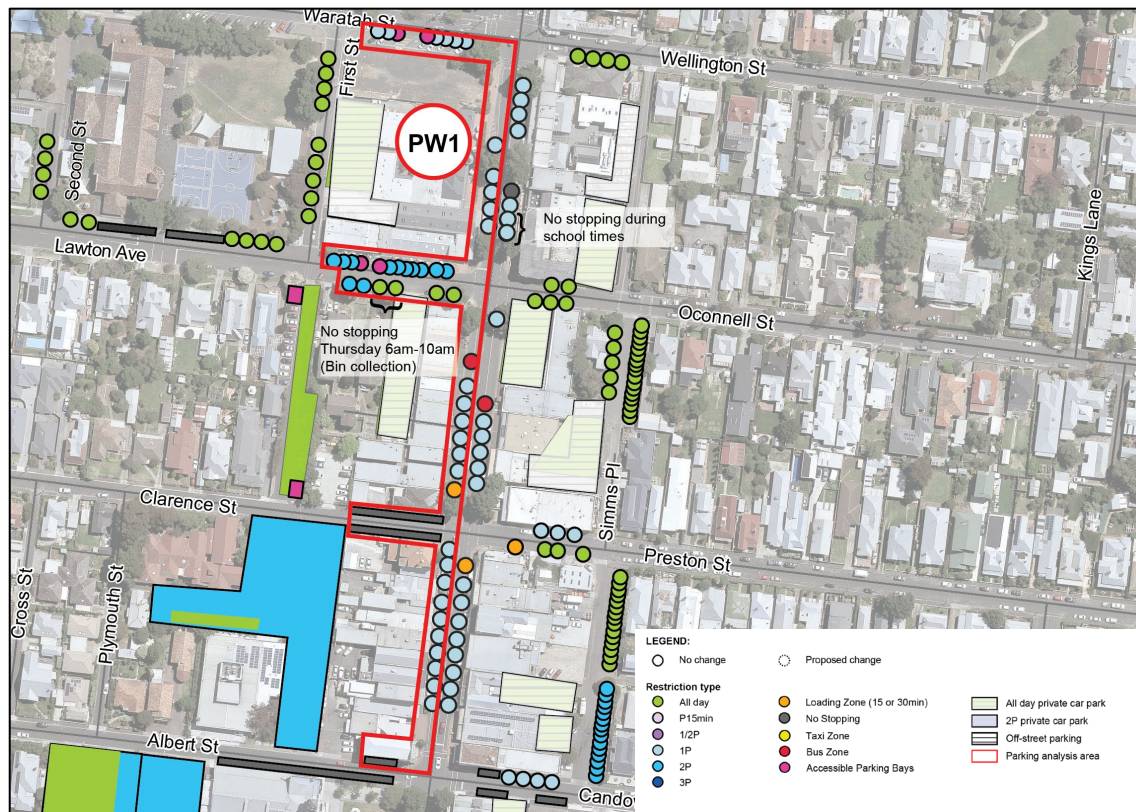 Waratah St
First St
Wellington St
PW1
Second St
No stopping during
school times
Kings Lane
Lawton Ave
Oconnell St
No stopping
Thursday 6am-10am
(Bin collection)
Simms Pl
Clarence St
Preston St
Cross St
Plymouth St
Albert St
LEGEND:
No change
Proposed change
Restriction type
All day
P15min
1/2P
1P
2P
3P
Loading Zone (15 or 30min)
No Stopping
Taxi Zone
Bus Zone
Accessible Parking Bays
All day private car park
2P private car park
Off-street parking
Parking analysis area